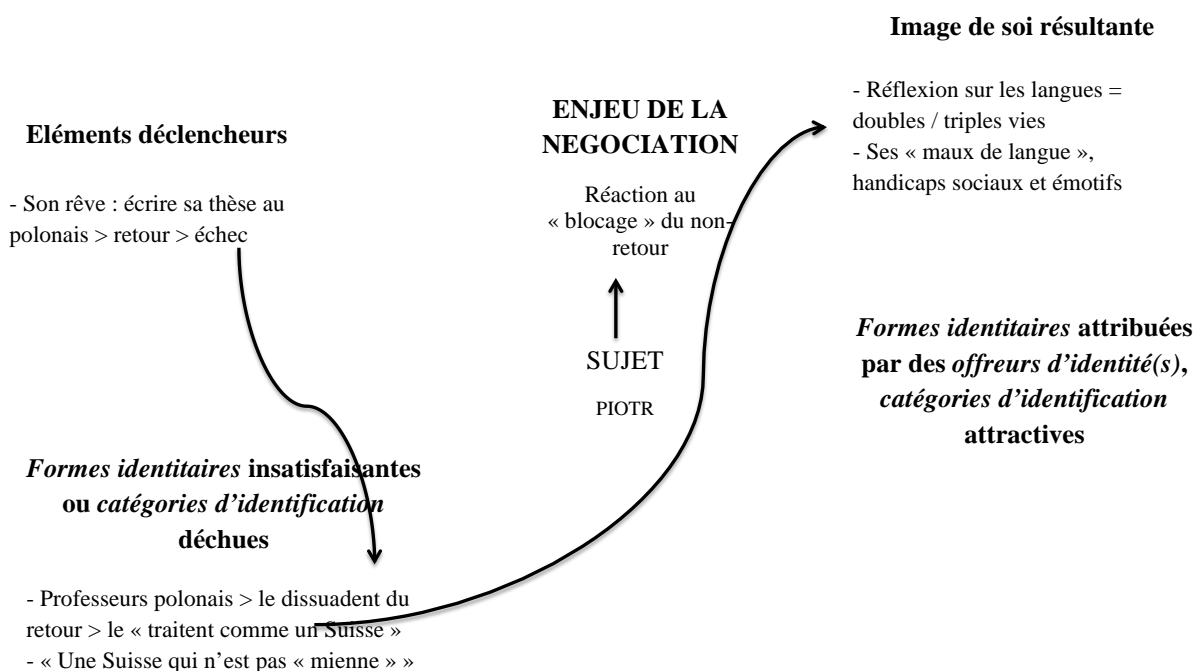 Eléments déclencheurs
- Son rêve : écrire sa thèse au
polonais > retour > échec
Formes identitaires insatisfaisantes
ou catégories d'identification
déchues
- Professeurs polonais > le dissuadent du
retour > le « traitent comme un Suisse »
- « Une Suisse qui n'est pas « mienne » »
ENJEU DE LA
NEGOCIATION
Réaction au
« blocage » du non-
retour
SUJET
PIOTR
Image de soi résultante
- Réflexion sur les langues =
doubles / triples vies
- Ses « maux de langue »,
handicaps sociaux et émotifs
Formes identitaires attribuées
par des offreurs d'identité(s),
catégories d'identification
attractives